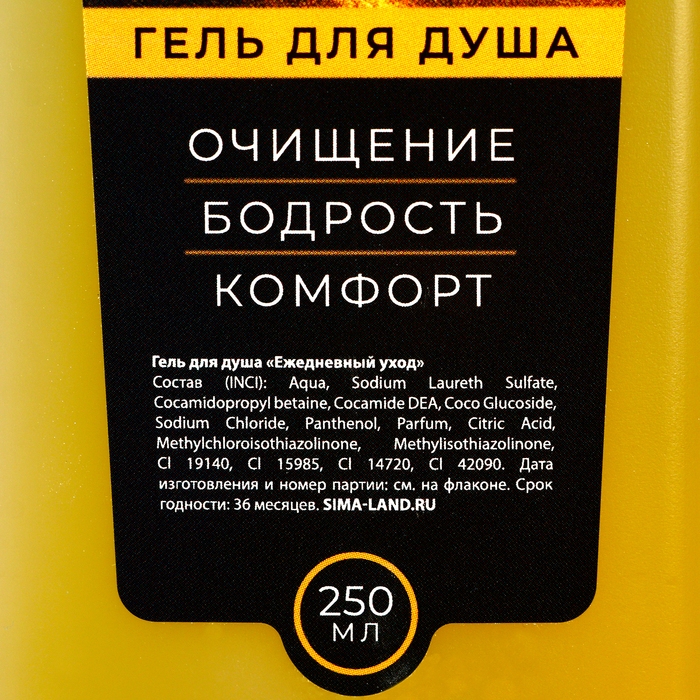 ГЕЛЬ ДЛЯ ДУША
ОЧИЩЕНИЕ
БОДРОСТЬ
КОМФОРТ
Гель для душа «Ежедневный уход»
Состав (INCI): Aqua, Sodium Laureth Sulfate,
Cocamidopropyl betaine, Cocamide DEA, Coco Glucoside,
Sodium Chloride, Panthenol, Parfum, Citric Acid,
Methylchloroisothiazolinone, Methylisothiazolinone,
Cl 19140, Cl 15985, Cl 14720, Cl 42090. Дата
изготовления и номер партии: см. на флаконе. Срок
годности: 36 месяцев. SIMA-LAND.RU
250
МЛ